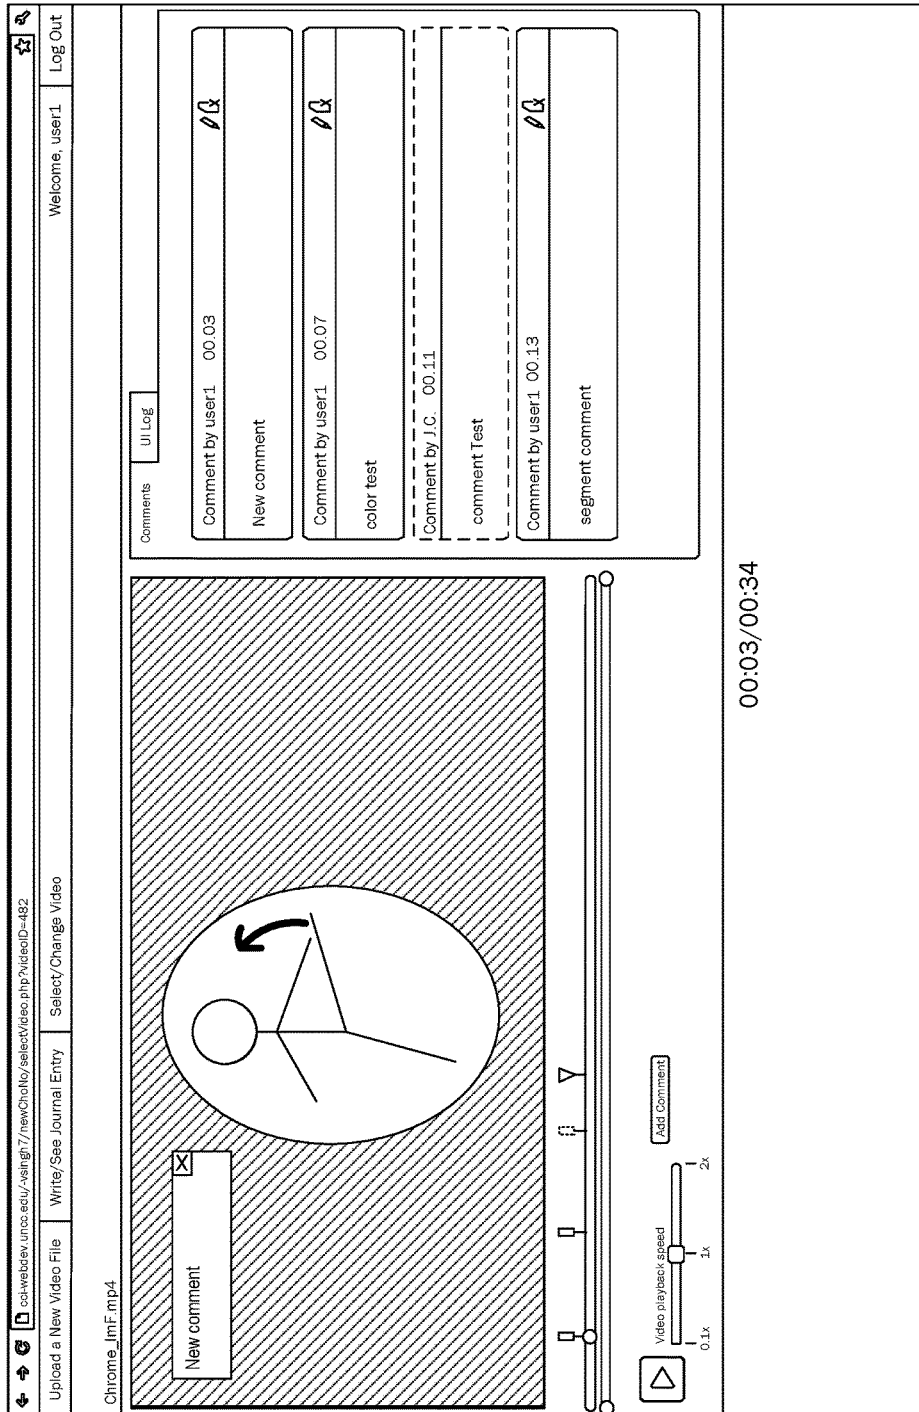 cci-webdev.uncc.edu/-vsingh7/newChoNo/selectVideo.php?videoID=482
Upload a New Video File
Write/See Journal Entry
Select/Change Video
Welcome, user1
Log Out
Chrome_ImF.mp4
New comment
X
Video playback speed
0.1x
1x
2x
Add Comment
00:03/00:34
Comments
UI Log
Comment by user1 00.03
New comment
Comment by user1 00.07
color test
Comment by J.C. 00.11
comment Test
Comment by user1 00.13
segment comment